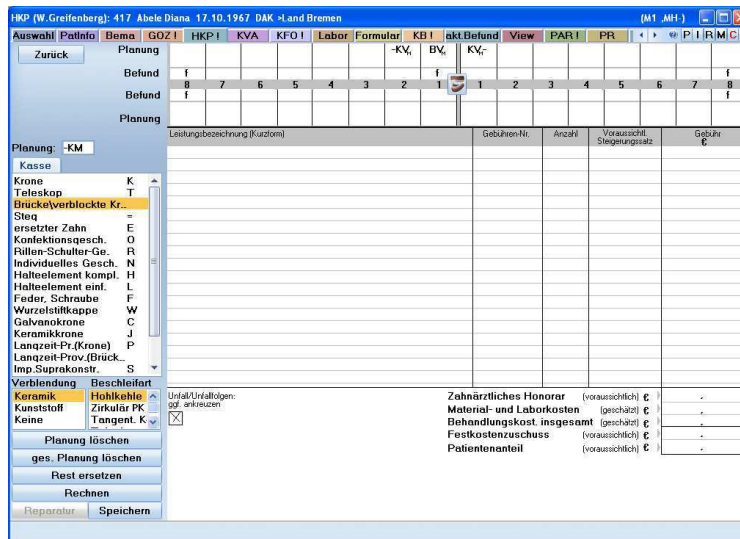 HKP (W.Greifenberg): 417 Abele Diana 17.10.1967 DAK >Land Bremen (M1 ,MH-)
Auswahl PatInfo Bema GOZ ! HKP ! KVA KFO ! Labor Formular KB ! akt.Befund View PAR ! PR P I R M C
Zurück
Planung -KVH BVH KVH-
Befund f f f
8 7 6 5 4 3 2 1 1 2 3 4 5 6 7 8
Befund f f
Planung
Planung: -KM
Kasse
Krone K
Teleskop T
Brücke\verblockte Kr..
Steg =
ersetzter Zahn E
Konfektionsgesch. O
Rillen-Schulter-Ge. R
Individuelles Gesch. N
Halteelement kompl. H
Halteelement einf. L
Feder, Schraube F
Wurzelstiftkappe W
Galvanokrone C
Keramikkrone J
Langzeit-Pr.(Krone) P
Langzeit-Prov.(Brück...
Imp.Suprakonstr. S
Verblendung Beschleifart
Keramik Hohlkehle
Kunststoff Zirkulär PK
Keine Tangent. K
Planung löschen
ges. Planung löschen
Rest ersetzen
Rechnen
Reparatur Speichern
Leistungsbezeichnung (Kurzform) Gebühren-Nr. Anzahl Voraussichtl. Steigerungssatz Gebühr €
Unfall/Unfallfolgen:
ggf. ankreuzen
X
Zahnärztliches Honorar (voraussichtlich) € .
Material- und Laborkosten (geschätzt) € .
Behandlungskost. insgesamt (geschätzt) € .
Festkostenzuschuss (voraussichtlich) € .
Patientenanteil (voraussichtlich) € .